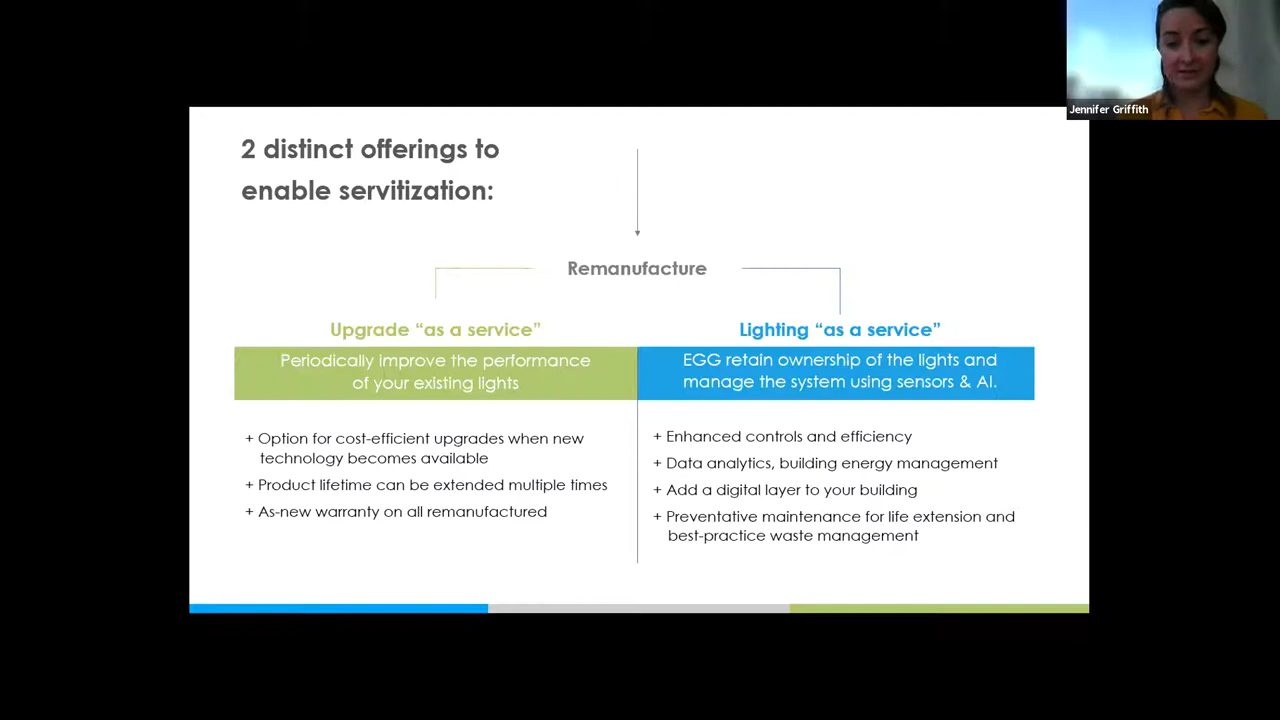 Jennifer Griffith
2 distinct offerings to
enable servitization:
Remanufacture
Upgrade “as a service”
Periodically improve the performance
of your existing lights
+ Option for cost-efficient upgrades when new
technology becomes available
+ Product lifetime can be extended multiple times
+ As-new warranty on all remanufactured
Lighting “as a service”
EGG retain ownership of the lights and
manage the system using sensors & AI.
+ Enhanced controls and efficiency
+ Data analytics, building energy management
+ Add a digital layer to your building
+ Preventative maintenance for life extension and
best-practice waste management